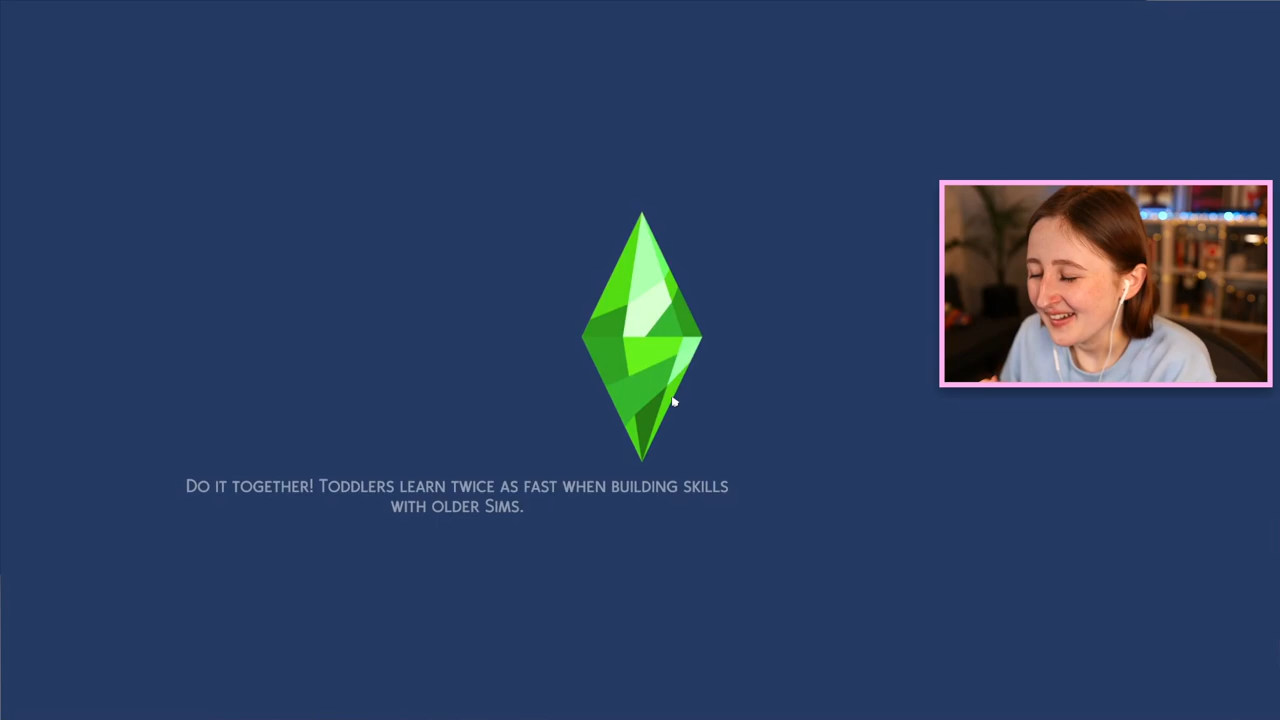 Do it together! Toddlers learn twice as fast when building skills
with older Sims.